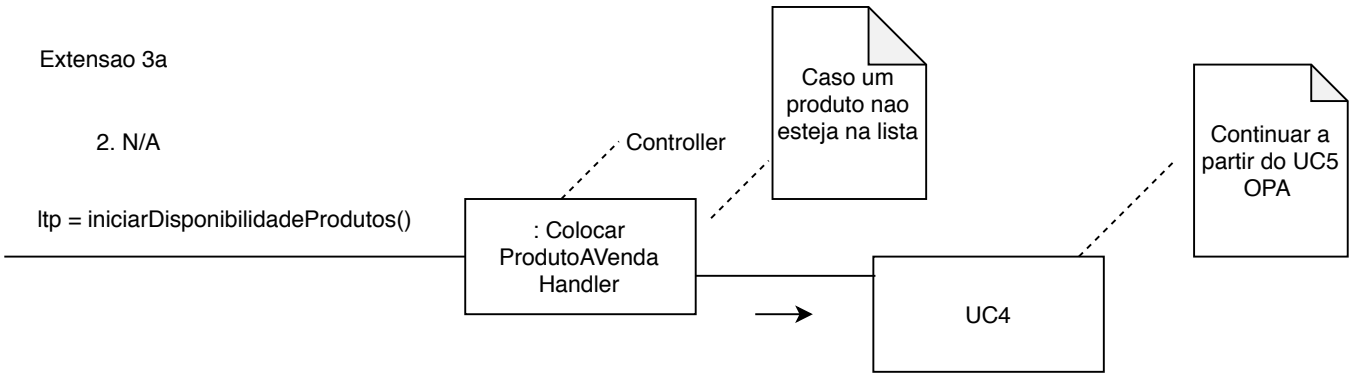 Extensao 3a
2. N/A
ltp = iniciarDisponibilidadeProdutos()
Controller
: Colocar
ProdutoAVenda
Handler
Caso um
produto nao
esteja na lista
UC4
Continuar a
partir do UC5
OPA